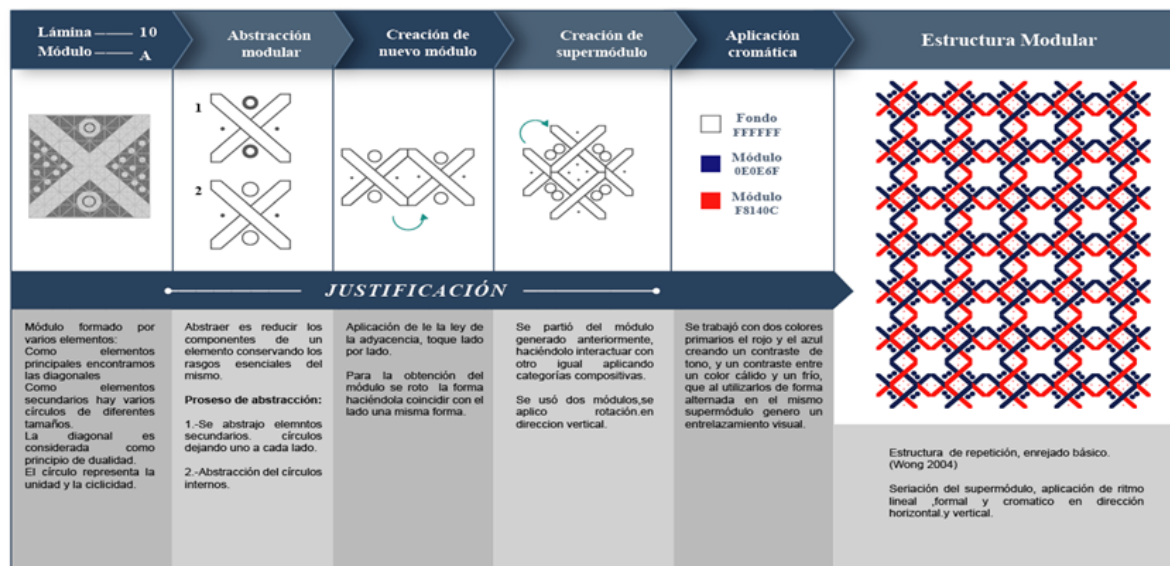 Lámina —— 10
Módulo —— A
Abstracción
modular
Creación de
nuevo módulo
Creación de
supermódulo
Aplicación
cromática
Estructura Modular
1
2
Fondo
FFFFFF
Módulo
0E0E6F
Módulo
F8140C
JUSTIFICACIÓN
Módulo formado por
varios elementos:
Como elementos
principales encontramos
las diagonales
Como elementos
secundarios hay varios
círculos de diferentes
tamaños.
La diagonal es
considerada como
principio de dualidad.
El círculo representa la
unidad y la ciclicidad.
Abstraer es reducir los
componentes de un
elemento conservando los
rasgos esenciales del
mismo.
Proseso de abstracción:
1.-Se abstrajo elemntos
secundarios. círculos
dejando uno a cada lado.
2.-Abstracción del círculos
internos.
Aplicación de le la ley de
la adyacencia, toque lado
por lado.
Para la obtención del
módulo se roto la forma
haciéndola coincidir con el
lado una misma forma.
Se partió del módulo
generado anteriormente,
haciéndolo interactuar con
otro igual aplicando
categorías compositivas.
Se usó dos módulos,se
aplico rotación.en
direccion vertical.
Se trabajó con dos colores
primarios el rojo y el azul
creando un contraste de
tono, y un contraste entre
un color cálido y un frío,
que al utilizarlos de forma
alternada en el mismo
supermódulo genero un
entrelazamiento visual.
Estructura de repetición, enrejado básico.
(Wong 2004)
Seriación del supermódulo, aplicación de ritmo
lineal ,formal y cromatico en dirección
horizontal.y vertical.